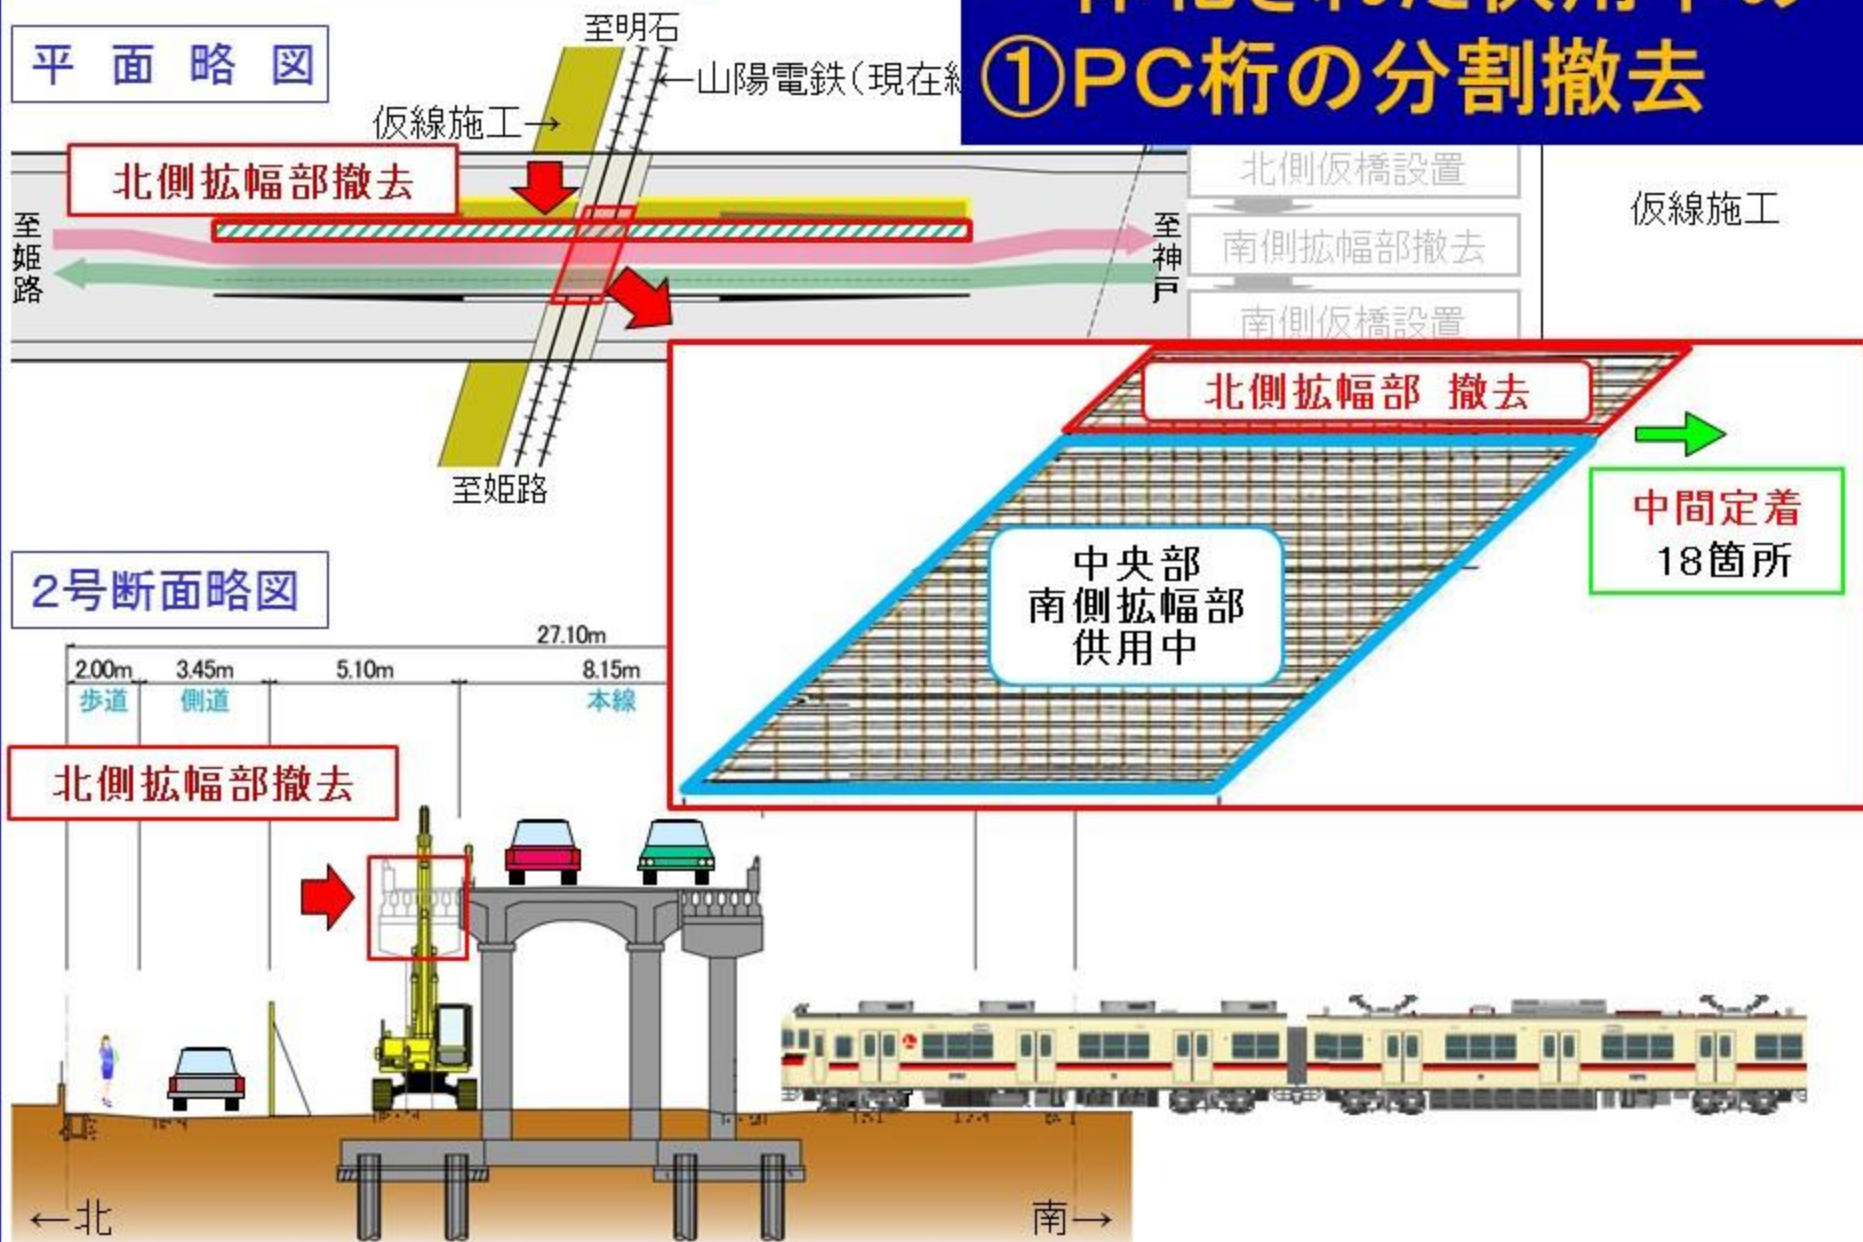 ①PC桁の分割撤去
平面略図
至明石
山陽電鉄(現在
仮線施工→
北側拡幅部撤去
至姫路
至神戸
至姫路
北側仮橋設置
南側拡幅部撤去
南側仮橋設置
仮線施工
北側拡幅部 撤去
中央部
南側拡幅部
供用中
中間定着
18箇所
2号断面略図
27.10m
2.00m
3.45m
5.10m
8.15m
歩道
側道
本線
北側拡幅部撤去
←北
南→